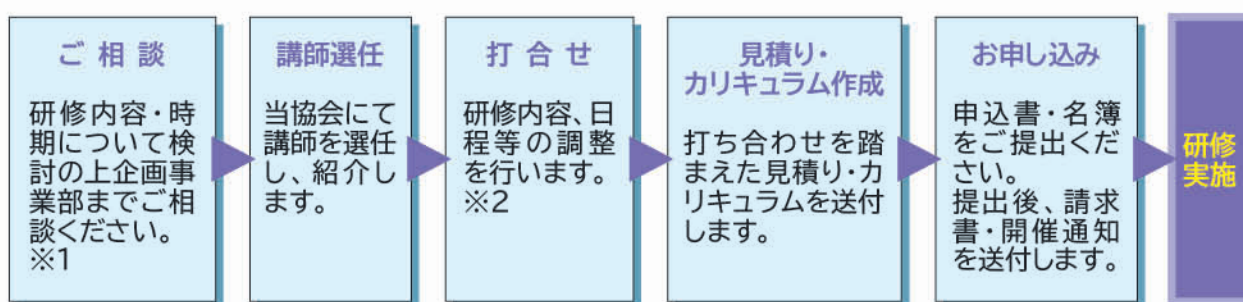 ご相談
研修内容・時
期について検
討の上企画事
業部までご相
談ください。
※1
講師選任
当協会にて
講師を選任
し、紹介し
ます。
打合せ
研修内容、日
程等の調整
を行います。
※2
見積り・
カリキュラム作成
打ち合わせを踏
まえた見積り・カ
リキュラムを送付
します。
お申し込み
申込書・名簿
をご提出くだ
さい。
提出後、請求
書・開催通知
を送付します。
研修
実施